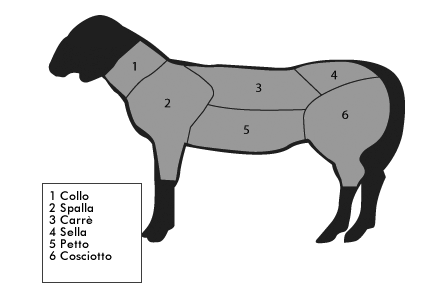 1
2
3
4
5
6
1 Collo
2 Spalla
3 Carrè
4 Sella
5 Petto
6 Cosciotto